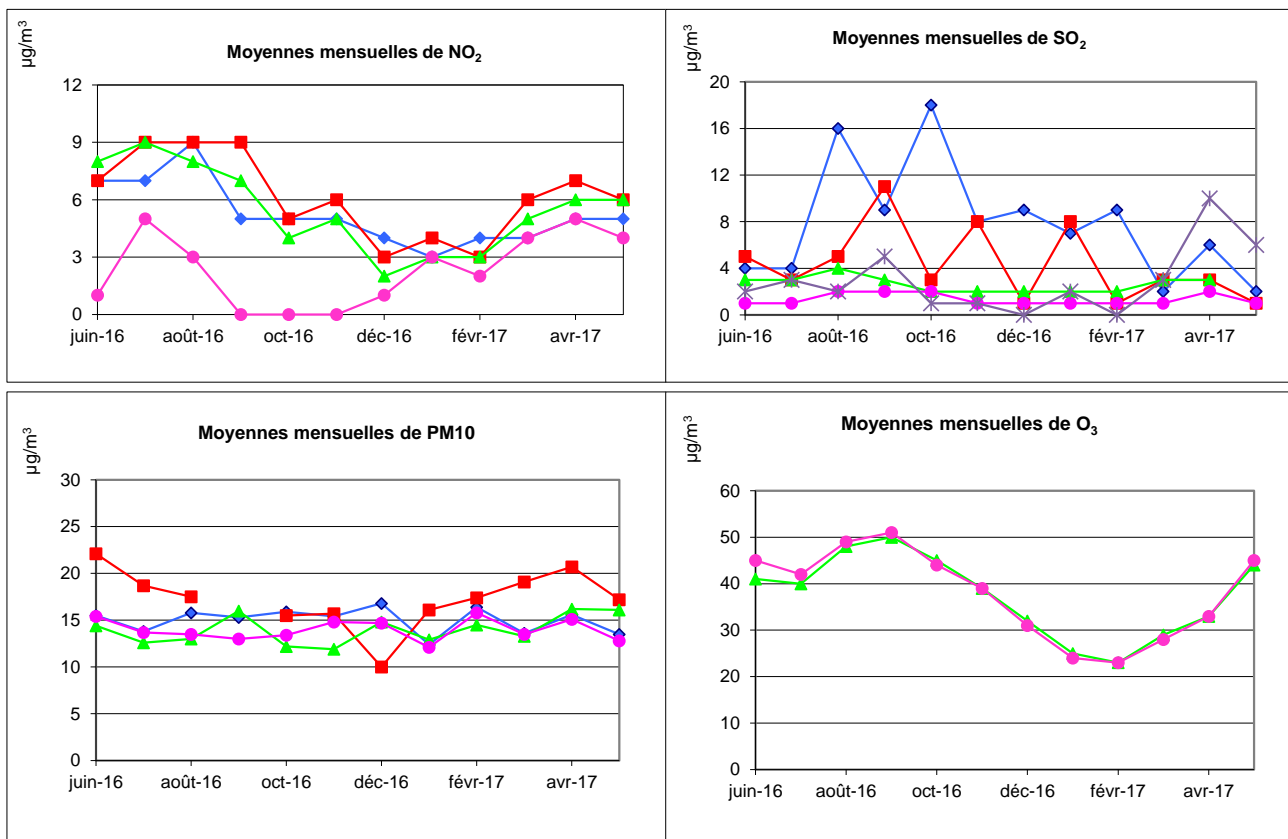 µg/m³
Moyennes mensuelles de NO₂
12
9
6
3
0
juin-16 août-16 oct-16 déc-16 févr-17 avr-17
µg/m³
Moyennes mensuelles de SO₂
20
16
12
8
4
0
juin-16 août-16 oct-16 déc-16 févr-17 avr-17
µg/m³
Moyennes mensuelles de PM10
30
25
20
15
10
5
0
juin-16 août-16 oct-16 déc-16 févr-17 avr-17
µg/m³
Moyennes mensuelles de O₃
60
50
40
30
20
10
0
juin-16 août-16 oct-16 déc-16 févr-17 avr-17